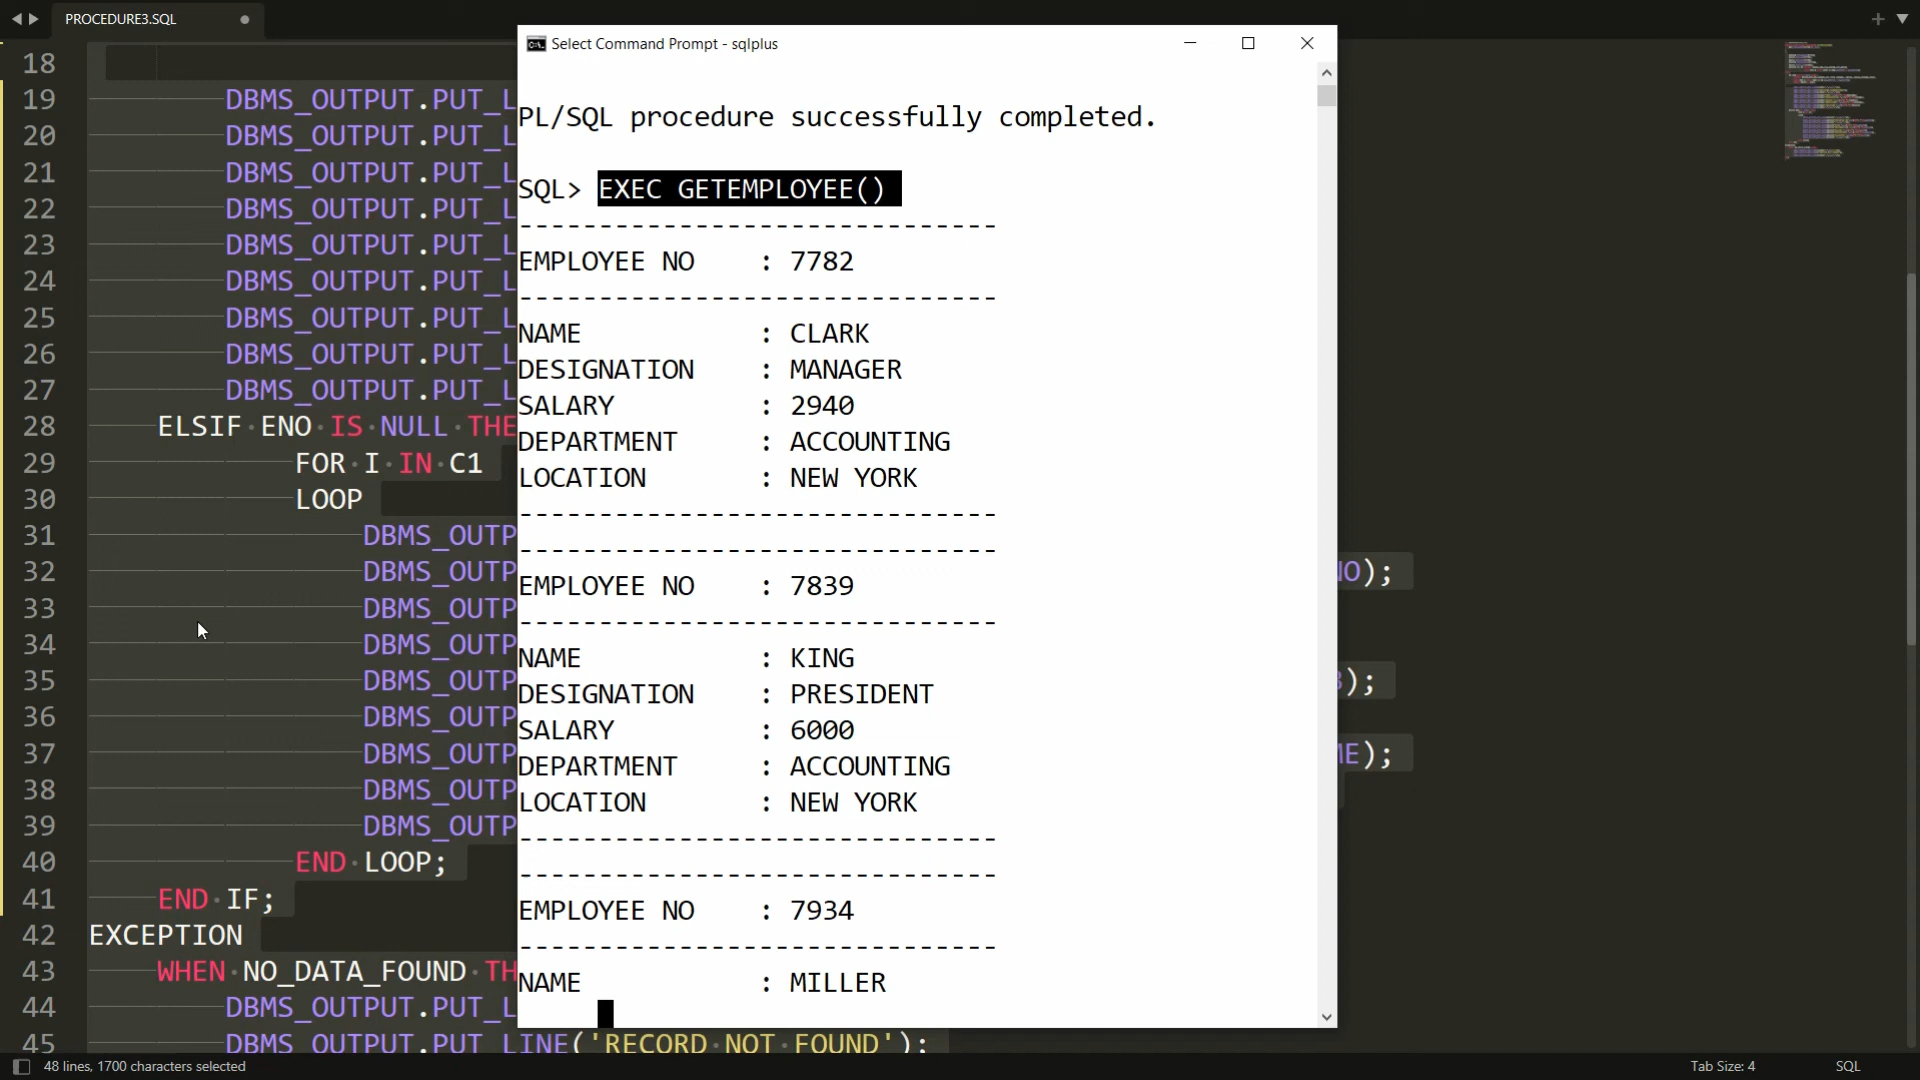 PROCEDURE3.SQL
Select Command Prompt - sqlplus
18
19 DBMS_OUTPUT.PUT_L
20 DBMS_OUTPUT.PUT_L
21 DBMS_OUTPUT.PUT_L
22 DBMS_OUTPUT.PUT_L
23 DBMS_OUTPUT.PUT_L
24 DBMS_OUTPUT.PUT_L
25 DBMS_OUTPUT.PUT_L
26 DBMS_OUTPUT.PUT_L
27 DBMS_OUTPUT.PUT_L
28 ELSIF ENO IS NULL THE
29 FOR I IN C1
30 LOOP
31 DBMS_OUTP
32 DBMS_OUTP
33 DBMS_OUTP
34 DBMS_OUTP
35 DBMS_OUTP
36 DBMS_OUTP
37 DBMS_OUTP
38 DBMS_OUTP
39 DBMS_OUTP
40 END LOOP;
41 END IF;
42 EXCEPTION
43 WHEN NO_DATA_FOUND TH
44 DBMS_OUTPUT.PUT_L
45 DBMS_OUTPUT.PUT_LINE('RECORD NOT FOUND');
PL/SQL procedure successfully completed.
SQL> EXEC GETEMPLOYEE()
------------------------------
EMPLOYEE NO : 7782
------------------------------
NAME : CLARK
DESIGNATION : MANAGER
SALARY : 2940
DEPARTMENT : ACCOUNTING
LOCATION : NEW YORK
------------------------------
------------------------------
EMPLOYEE NO : 7839
------------------------------
NAME : KING
DESIGNATION : PRESIDENT
SALARY : 6000
DEPARTMENT : ACCOUNTING
LOCATION : NEW YORK
------------------------------
------------------------------
EMPLOYEE NO : 7934
------------------------------
NAME : MILLER
NO);
);
ME);
48 lines, 1700 characters selected
Tab Size: 4
SQL